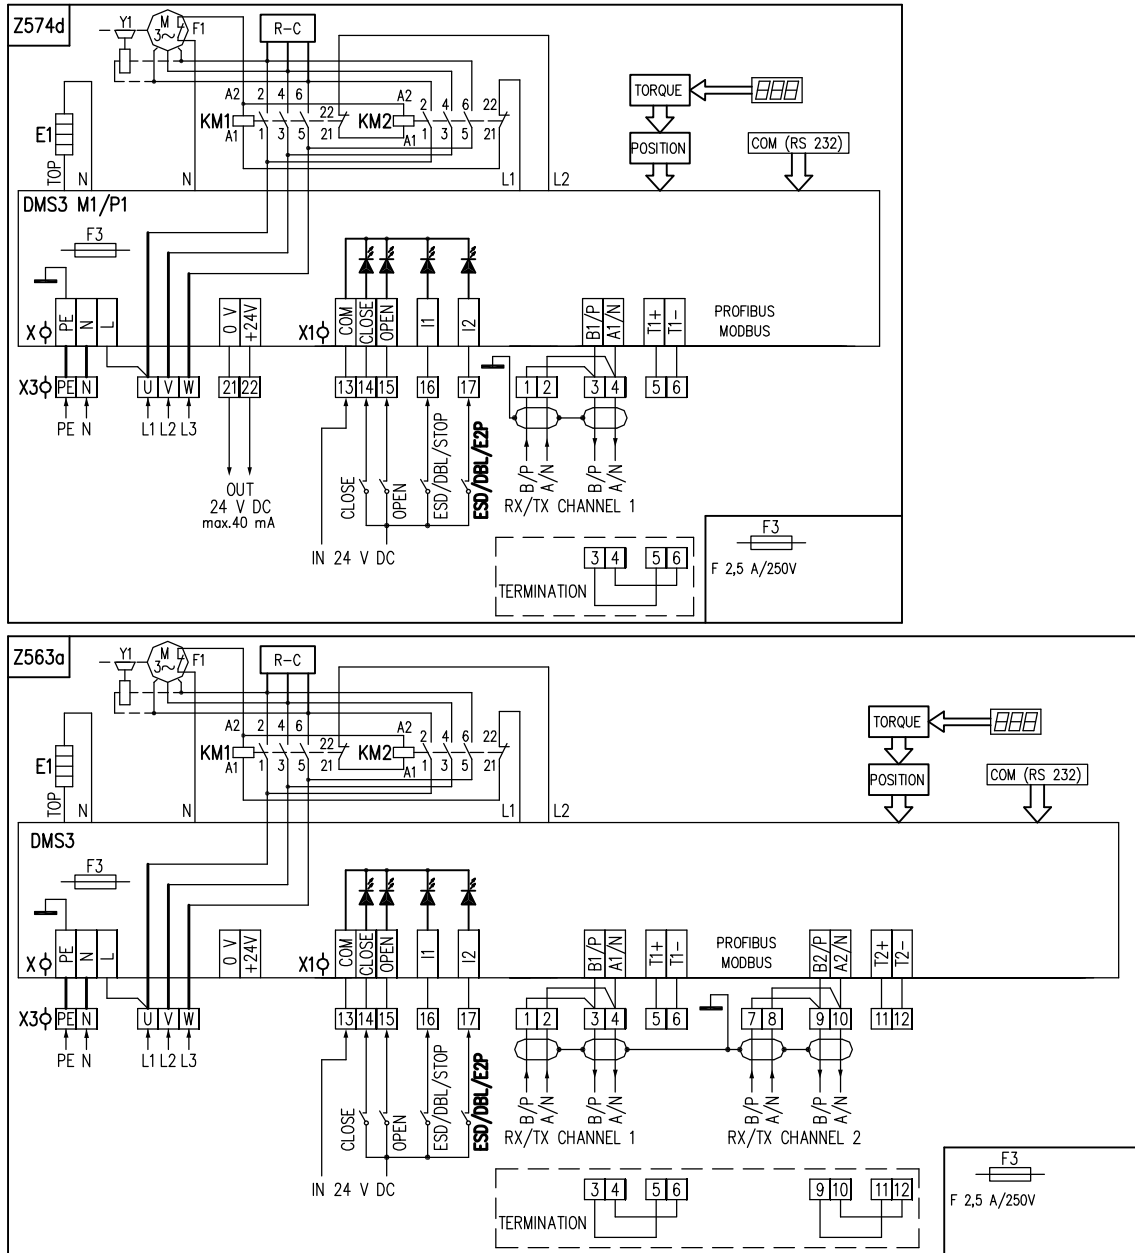 Z574d
Y1
M
3~
F1
R-C
A2 2 4 6
A2 2 4 6 22
KM1
22
KM2
A1 1 3 5 21
A1 1 3 5 21
E1
TOP
N
N
L1
L2
TORQUE
POSITION
COM (RS 232)
DMS3 M1/P1
F3
X
PE
N
L
0 V
+24V
X1
COM
CLOSE
OPEN
I1
I2
B1/P
A1/N
T1+
T1-
PROFIBUS
MODBUS
X3
PE N U V W 21 22 13 14 15 16 17 1 2 3 4 5 6
PE N L1 L2 L3
OUT
24 V DC
max.40 mA
CLOSE
OPEN
ESD/DBL/STOP
ESD/DBL/E2P
B/P
A/N
B/P
A/N
RX/TX CHANNEL 1
IN 24 V DC
TERMINATION
3 4 5 6
F3
F 2,5 A/250V
Z563a
Y1
M
3~
F1
R-C
A2 2 4 6
A2 2 4 6 22
KM1
22
KM2
A1 1 3 5 21
A1 1 3 5 21
E1
TOP
N
N
L1
L2
TORQUE
POSITION
COM (RS 232)
DMS3
F3
X
PE
N
L
0 V
+24V
X1
COM
CLOSE
OPEN
I1
I2
B1/P
A1/N
T1+
T1-
PROFIBUS
MODBUS
B2/P
A2/N
T2+
T2-
X3
PE N U V W 13 14 15 16 17 1 2 3 4 5 6 7 8 9 10 11 12
PE N L1 L2 L3
CLOSE
OPEN
ESD/DBL/STOP
ESD/DBL/E2P
B/P
A/N
B/P
A/N
B/P
A/N
B/P
A/N
RX/TX CHANNEL 1
RX/TX CHANNEL 2
IN 24 V DC
TERMINATION
3 4 5 6 9 10 11 12
F3
F 2,5 A/250V